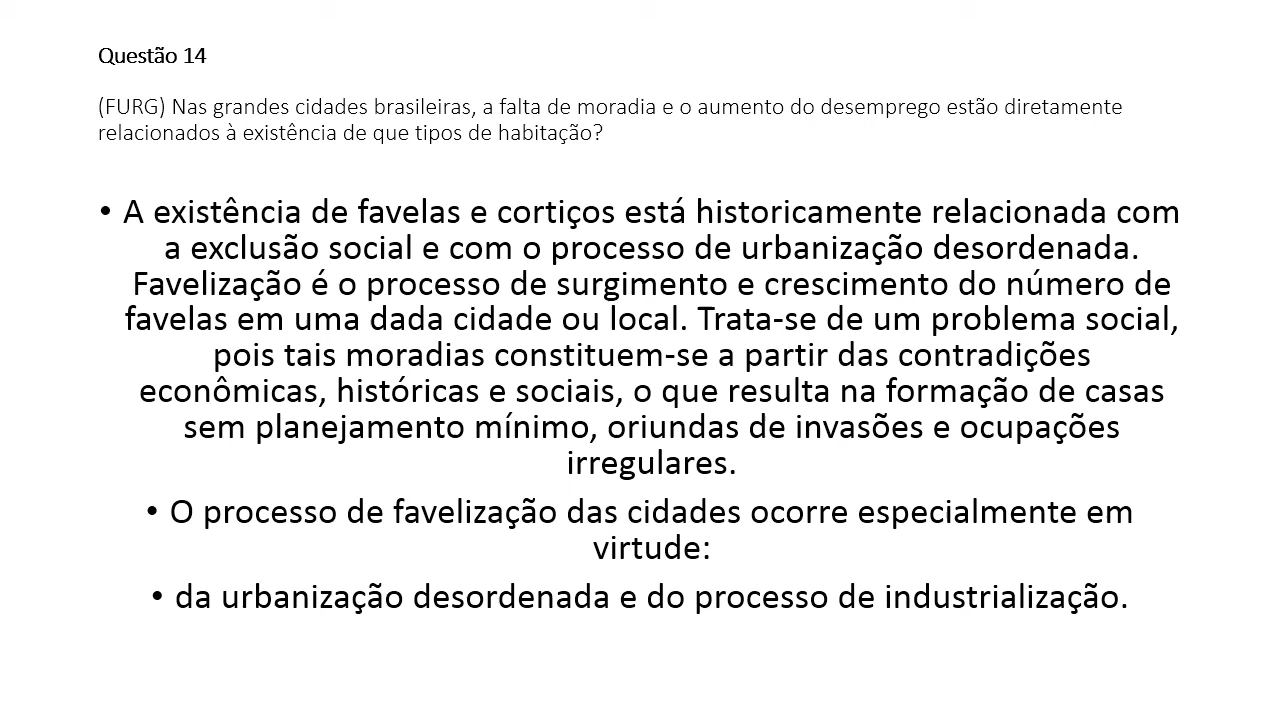 Questão 14
(FURG) Nas grandes cidades brasileiras, a falta de moradia e o aumento do desemprego estão diretamente
relacionados à existência de que tipos de habitação?
• A existência de favelas e cortiços está historicamente relacionada com
a exclusão social e com o processo de urbanização desordenada.
Favelização é o processo de surgimento e crescimento do número de
favelas em uma dada cidade ou local. Trata-se de um problema social,
pois tais moradias constituem-se a partir das contradições
econômicas, históricas e sociais, o que resulta na formação de casas
sem planejamento mínimo, oriundas de invasões e ocupações
irregulares.
• O processo de favelização das cidades ocorre especialmente em
virtude:
• da urbanização desordenada e do processo de industrialização.